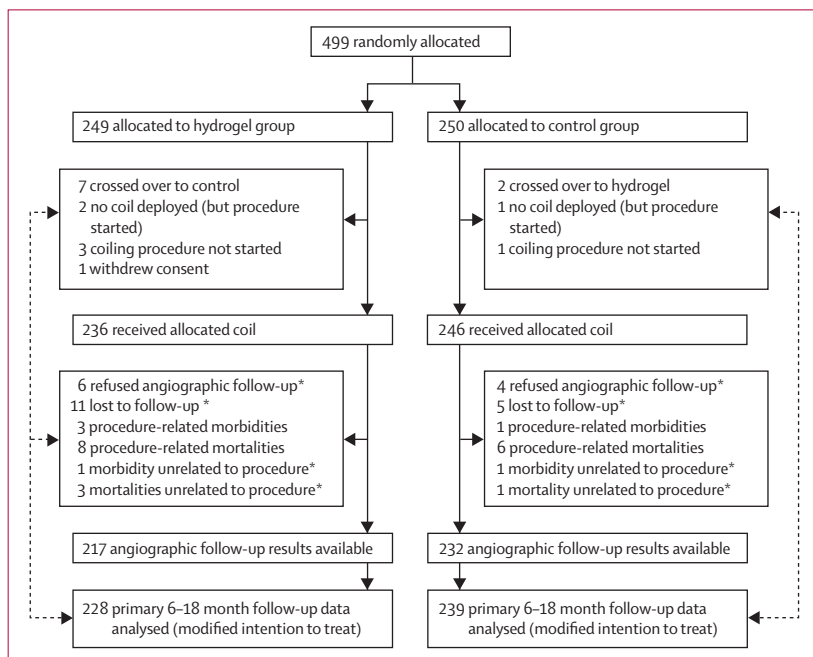 499 randomly allocated
249 allocated to hydrogel group
250 allocated to control group
7 crossed over to control
2 no coil deployed (but procedure
started)
3 coiling procedure not started
1 withdrew consent
2 crossed over to hydrogel
1 no coil deployed (but procedure
started)
1 coiling procedure not started
236 received allocated coil
246 received allocated coil
6 refused angiographic follow-up*
11 lost to follow-up *
3 procedure-related morbidities
8 procedure-related mortalities
1 morbidity unrelated to procedure*
3 mortalities unrelated to procedure*
4 refused angiographic follow-up*
5 lost to follow-up*
1 procedure-related morbidities
6 procedure-related mortalities
1 morbidity unrelated to procedure*
1 mortality unrelated to procedure*
217 angiographic follow-up results available
232 angiographic follow-up results available
228 primary 6–18 month follow-up data
analysed (modified intention to treat)
239 primary 6–18 month follow-up data
analysed (modified intention to treat)